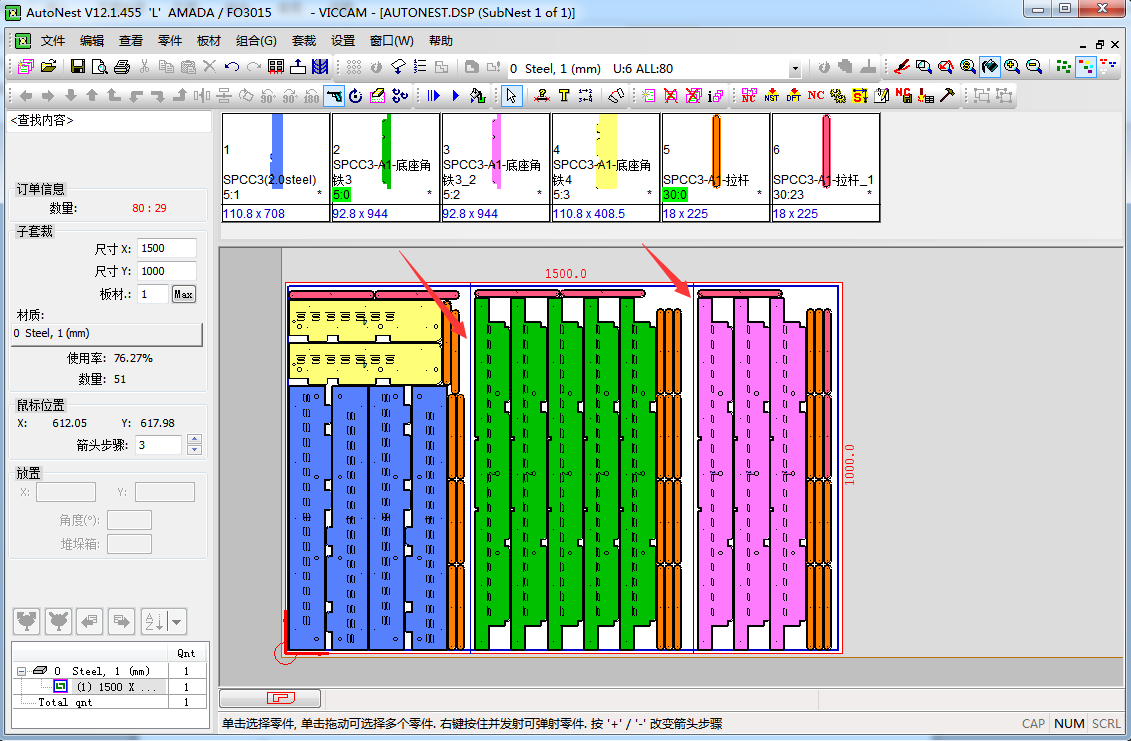 AutoNest V12.1.455 'L' AMADA / FO3015 - VICCAM - [AUTONEST.DSP (SubNest 1 of 1)]
文件 编辑 查看 零件 板材 组合(G) 套裁 设置 窗口(W) 帮助
0 Steel, 1 (mm) U:6 ALL:80
90° 90° 180 T NC NST DFT NC S NC
<查找内容>
1
SPCC3(2.0steel)
5:1 *
110.8 x 708
2
SPCC3-A1-底座角
铁3
5:0 *
92.8 x 944
3
SPCC3-A1-底座角
铁3_2
5:2 *
92.8 x 944
4
SPCC3-A1-底座角
铁4
5:3 *
110.8 x 408.5
5
SPCC3-A1-拉杆
30:0 *
18 x 225
6
SPCC3-A1-拉杆_1
30:23 *
18 x 225
订单信息
数量: 80 : 29
子套裁
尺寸 X: 1500
尺寸 Y: 1000
板材.: 1 Max
材质:
0 Steel, 1 (mm)
使用率: 76.27%
数量: 51
鼠标位置
X: 612.05 Y: 617.98
箭头步骤: 3
放置
X: Y:
角度(°):
堆垛箱:
A
Z
Qnt
0 Steel, 1 (mm) 1
(1) 1500 X ... 1
Total qnt 1
1500.0
1000.0
单击选择零件, 单击拖动可选择多个零件. 右键按住并发射可弹射零件. 按 '+' / '-' 改变箭头步骤
CAP NUM SCRL